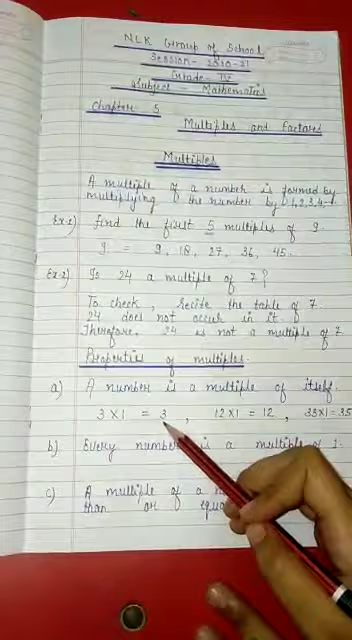 NLK Group of School
Session - 2020-21
Grade - IV
Subject - Mathematics
Chapter 5
Multiples and Factors
Multiples
A multiple of a number is formed by
multiplying the number by 1, 2, 3, 4, -
Ex-1) Find the first 5 multiples of 9.
9 = 9, 18, 27, 36, 45.
Ex-2) Is 24 a multiple of 7?
To check, Recite the table of 7
24 does not occur in it.
Therefore, 24 is not a multiple of 7
Properties of multiples.
a) A number is a multiple of itself.
3 X 1 = 3, 12 X 1 = 12, 35 X 1 = 35
b) Every number is a multiple of 1.
c) A multiple of a
than or